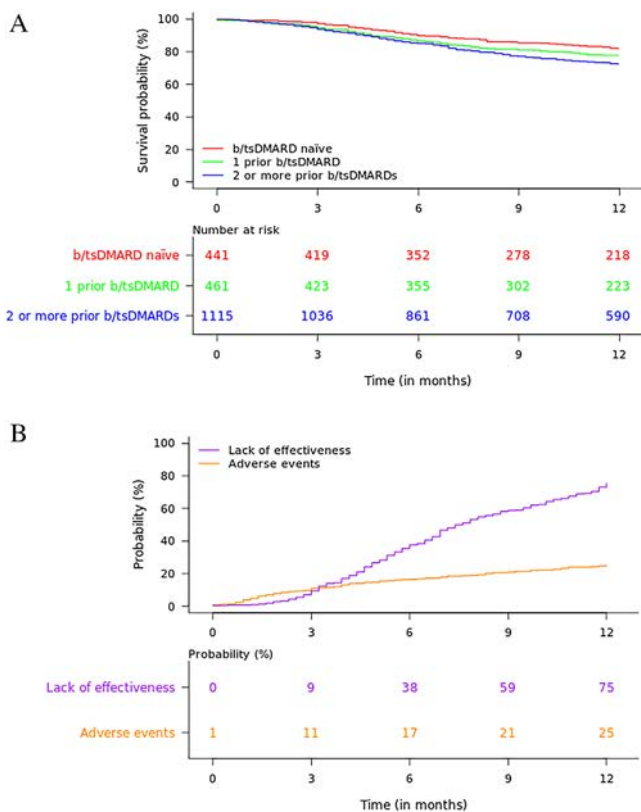 A
100
80
60
40
20
0
Survival probability (%)
b/tsDMARD naïve
1 prior b/tsDMARD
2 or more prior b/tsDMARDs
0 3 6 9 12
Number at risk
b/tsDMARD naïve 441 419 352 278 218
1 prior b/tsDMARD 461 423 355 302 223
2 or more prior b/tsDMARDs 1115 1036 861 708 590
0 3 6 9 12
Time (in months)
B
100
80
60
40
20
0
Probability (%)
Lack of effectiveness
Adverse events
0 3 6 9 12
Probability (%)
Lack of effectiveness 0 9 38 59 75
Adverse events 1 11 17 21 25
0 3 6 9 12
Time (in months)